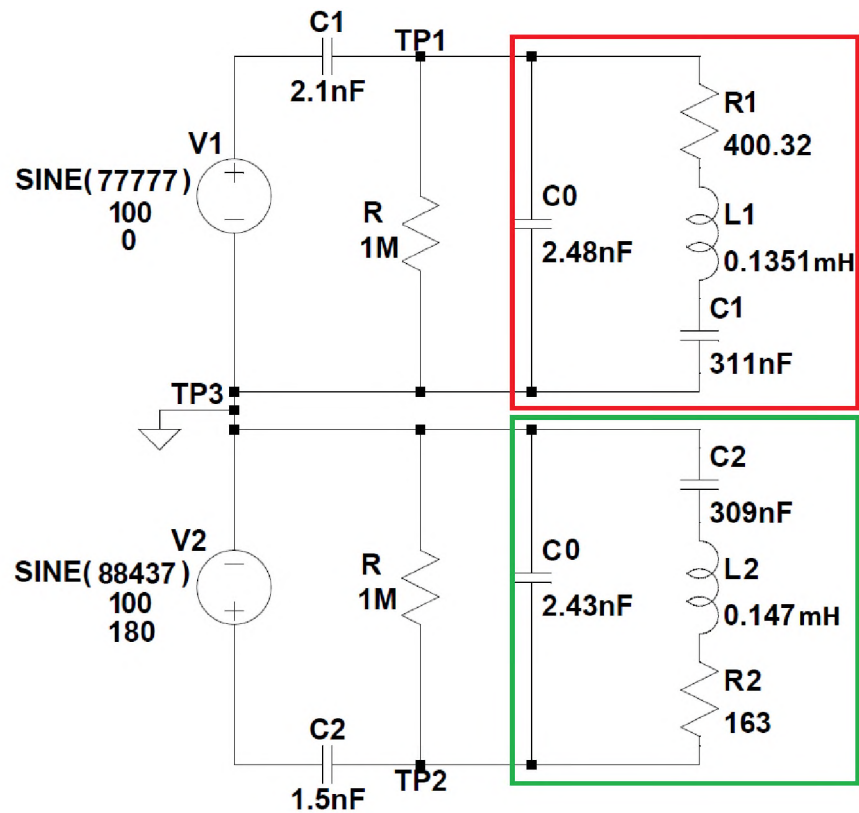 C1
2.1nF
TP1
V1
SINE(77777)
100
0
R
1M
C0
2.48nF
R1
400.32
L1
0.1351mH
C1
311nF
TP3
V2
SINE(88437)
100
180
R
1M
C0
2.43nF
C2
309nF
L2
0.147mH
R2
163
C2
1.5nF
TP2